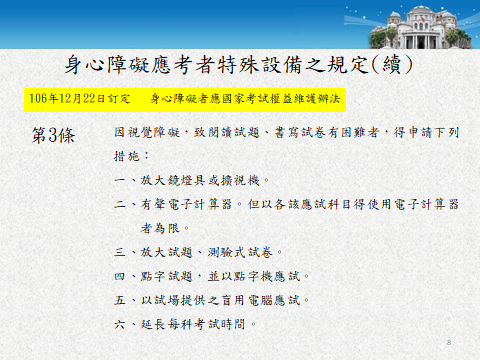 身心障礙應考者特殊設備之規定(續)
106年12月22日訂定 身心障礙者應國家考試權益維護辦法
第3條
因視覺障礙，致閱讀試題、書寫試卷有困難者，得申請下列
措施：
一、放大鏡燈具或擴視機。
二、有聲電子計算器。但以各該應試科目得使用電子計算器
者為限。
三、放大試題、測驗式試卷。
四、點字試題，並以點字機應試。
五、以試場提供之盲用電腦應試。
六、延長每科考試時間。
8